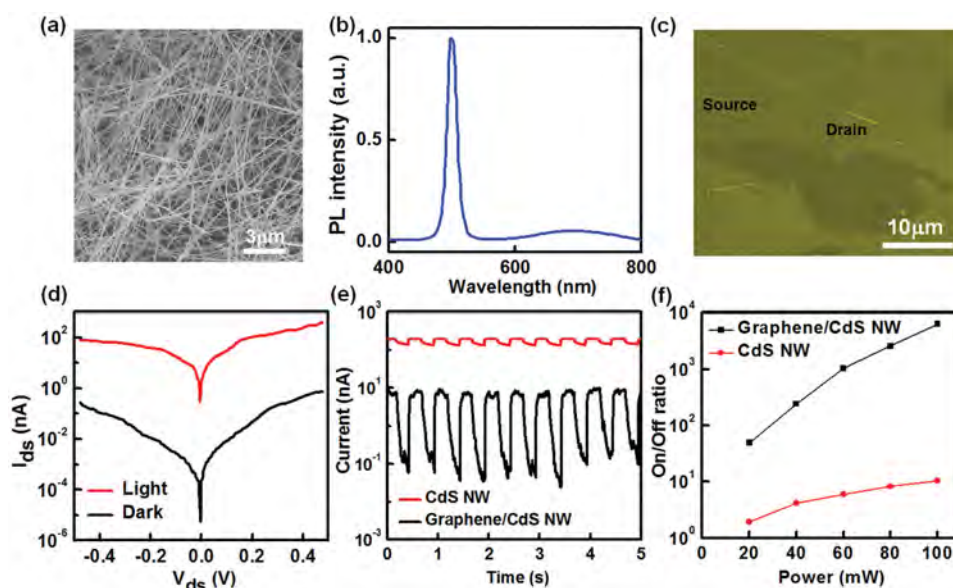 (a)
3μm
(b)
PL intensity (a.u.)
1.0
0.5
0.0
400
600
800
Wavelength (nm)
(c)
Source
Drain
10μm
(d)
I_ds (nA)
10^2
10^0
10^-2
10^-4
10^-6
Light
Dark
-0.4
-0.2
0.0
0.2
0.4
V_ds (V)
(e)
Current (nA)
10^3
10^1
10^-1
10^-3
CdS NW
Graphene/CdS NW
0
1
2
3
4
5
Time (s)
(f)
On/Off ratio
10^4
10^3
10^2
10^1
10^0
Graphene/CdS NW
CdS NW
20
40
60
80
100
Power (mW)